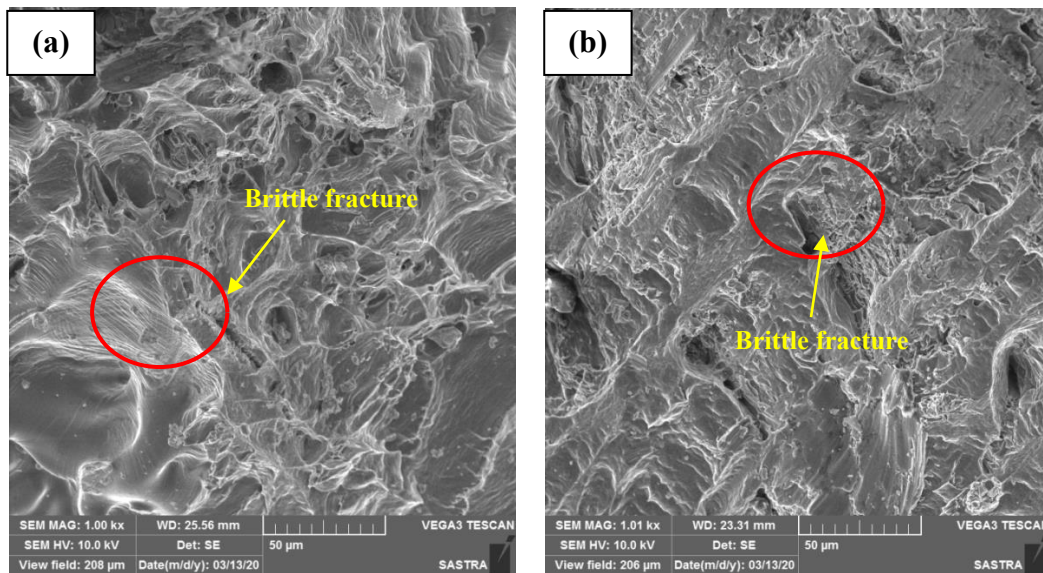 (a)
Brittle fracture
SEM MAG: 1.00 kx WD: 25.56 mm VEGA3 TESCAN
SEM HV: 10.0 kV Det: SE 50 µm
View field: 208 µm Date(m/d/y): 03/13/20 SASTRA
(b)
Brittle fracture
SEM MAG: 1.01 kx WD: 23.31 mm VEGA3 TESCAN
SEM HV: 10.0 kV Det: SE 50 µm
View field: 206 µm Date(m/d/y): 03/13/20 SASTRA